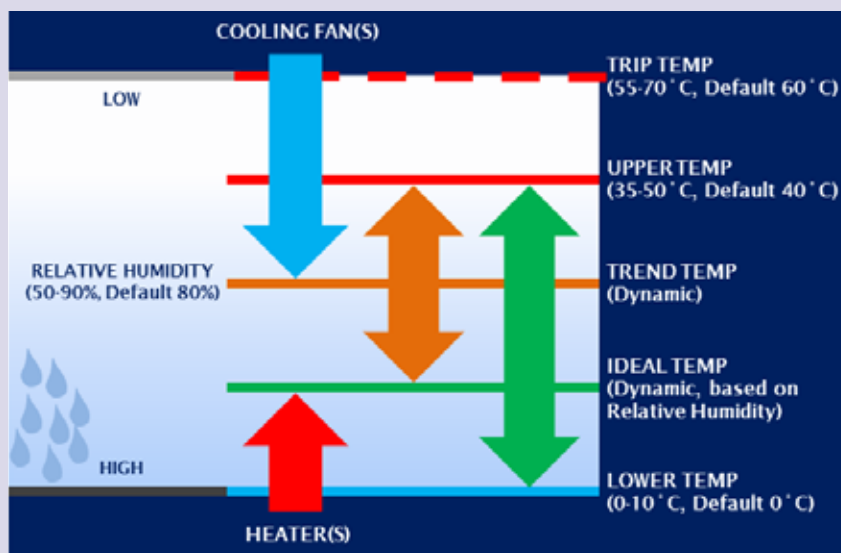 COOLING FAN(S)
TRIP TEMP
(55-70˚C, Default 60˚C)
LOW
UPPER TEMP
(35-50˚C, Default 40˚C)
RELATIVE HUMIDITY
(50-90%, Default 80%)
TREND TEMP
(Dynamic)
IDEAL TEMP
(Dynamic, based on
Relative Humidity)
HIGH
LOWER TEMP
(0-10˚C, Default 0˚C)
HEATER(S)